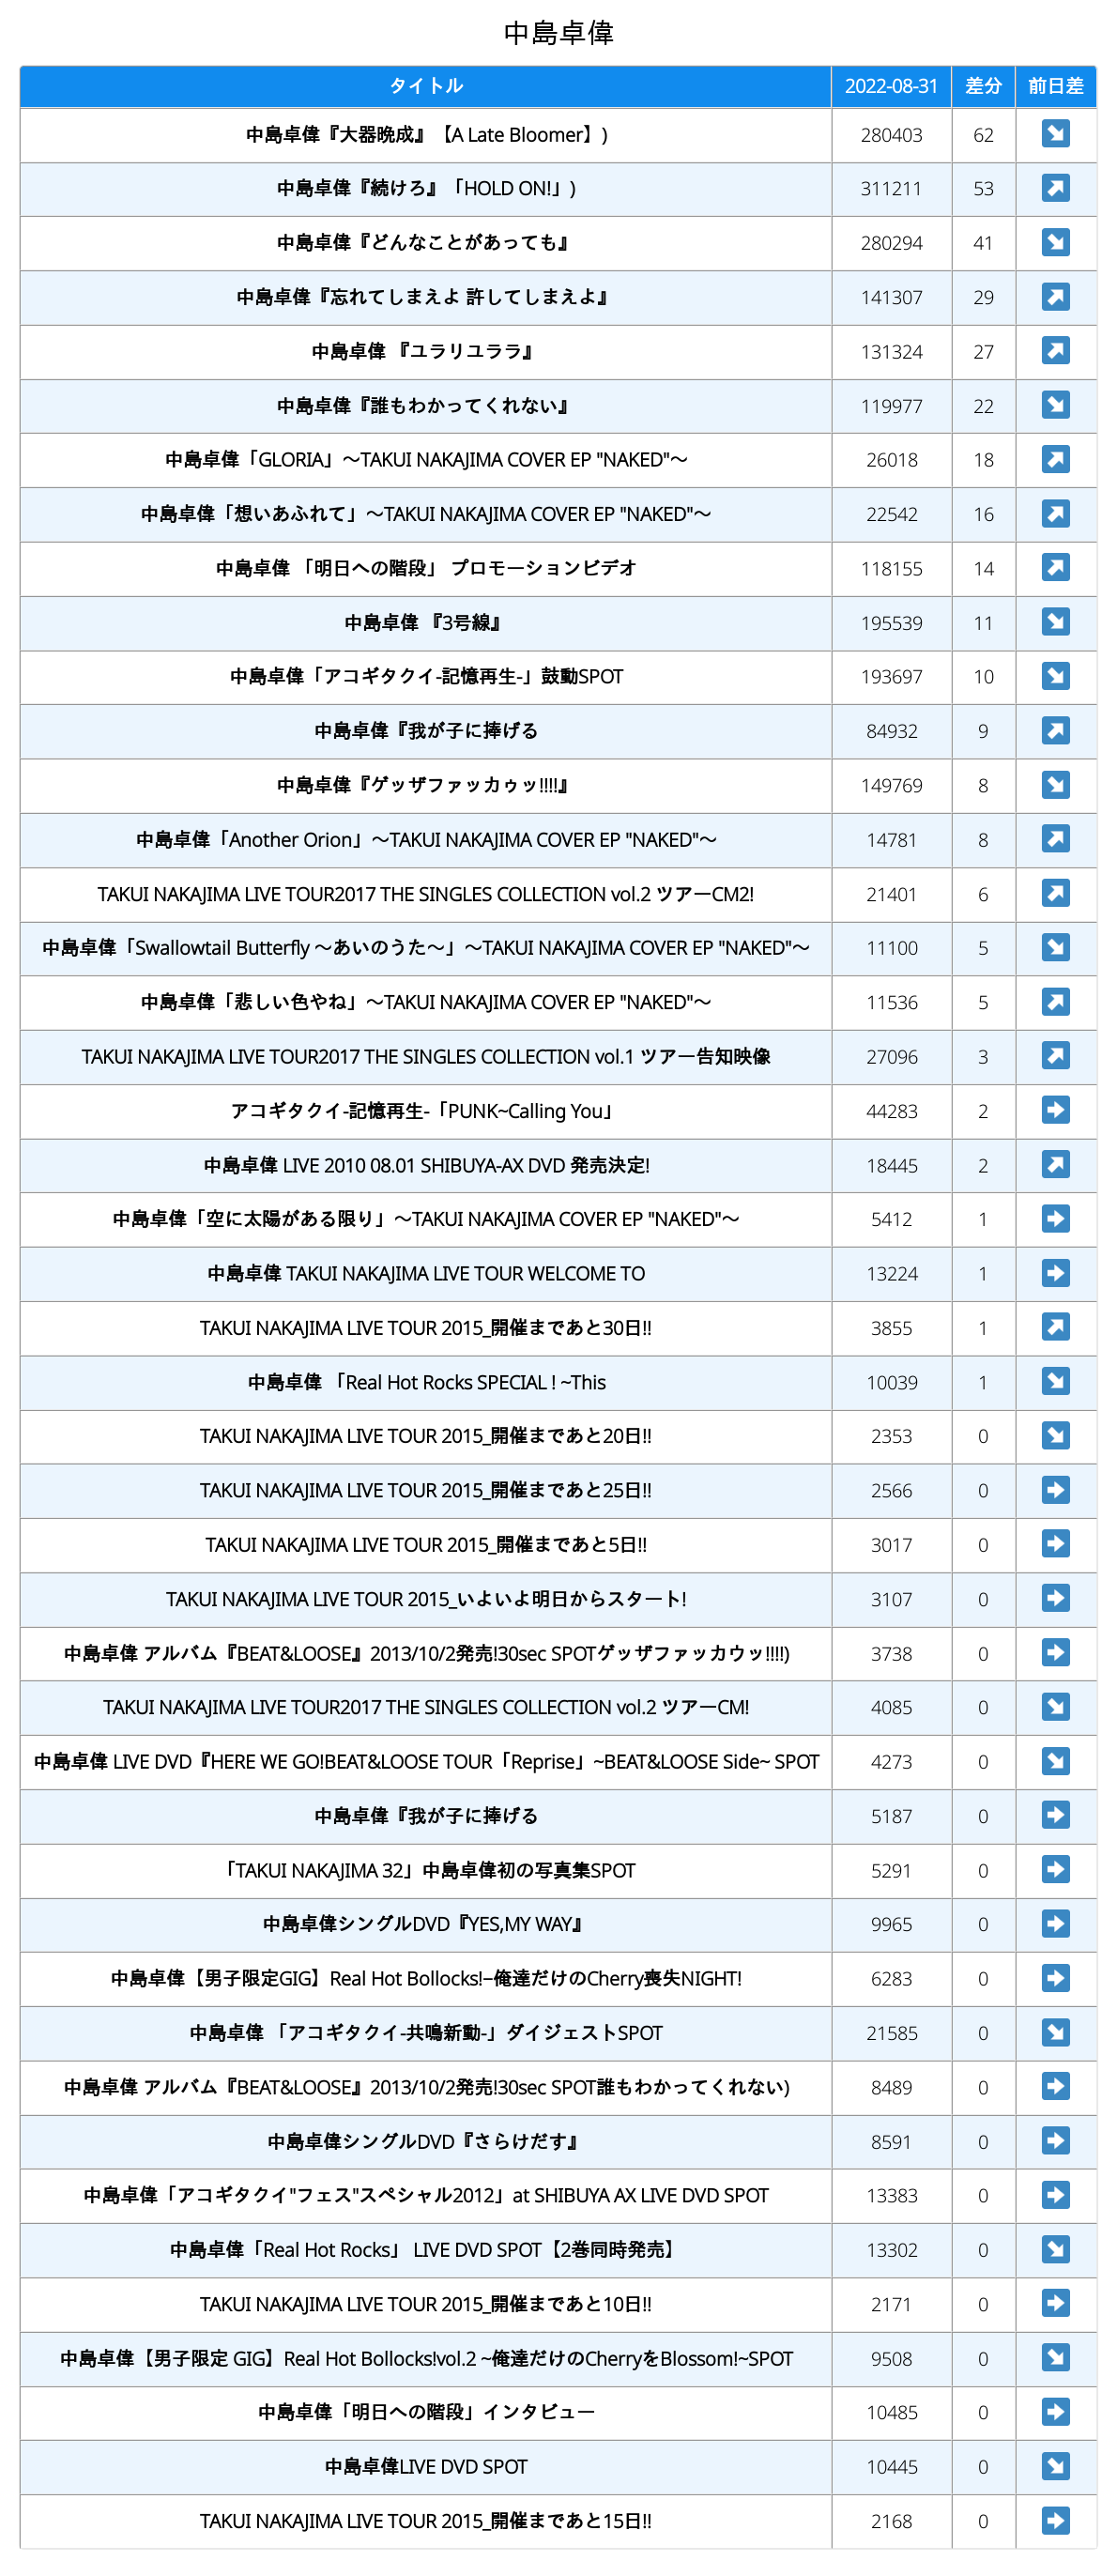 中島卓偉
タイトル 2022-08-31 差分 前日差
中島卓偉『大器晩成』【A Late Bloomer】) 280403 62 ↘
中島卓偉『続けろ』「HOLD ON!」) 311211 53 ↗
中島卓偉『どんなことがあっても』 280294 41 ↘
中島卓偉『忘れてしまえよ 許してしまえよ』 141307 29 ↗
中島卓偉 『ユラリユララ』 131324 27 ↗
中島卓偉『誰もわかってくれない』 119977 22 ↘
中島卓偉「GLORIA」〜TAKUI NAKAJIMA COVER EP "NAKED"〜 26018 18 ↗
中島卓偉「想いあふれて」〜TAKUI NAKAJIMA COVER EP "NAKED"〜 22542 16 ↗
中島卓偉 「明日への階段」 プロモーションビデオ 118155 14 ↗
中島卓偉 『3号線』 195539 11 ↘
中島卓偉「アコギタクイ-記憶再生-」鼓動SPOT 193697 10 ↘
中島卓偉『我が子に捧げる 84932 9 ↗
中島卓偉『ゲッザファッカゥッ!!!!』 149769 8 ↘
中島卓偉「Another Orion」〜TAKUI NAKAJIMA COVER EP "NAKED"〜 14781 8 ↗
TAKUI NAKAJIMA LIVE TOUR2017 THE SINGLES COLLECTION vol.2 ツアーCM2! 21401 6 ↗
中島卓偉「Swallowtail Butterfly 〜あいのうた〜」〜TAKUI NAKAJIMA COVER EP "NAKED"〜 11100 5 ↘
中島卓偉「悲しい色やね」〜TAKUI NAKAJIMA COVER EP "NAKED"〜 11536 5 ↗
TAKUI NAKAJIMA LIVE TOUR2017 THE SINGLES COLLECTION vol.1 ツアー告知映像 27096 3 ↗
アコギタクイ-記憶再生-「PUNK~Calling You」 44283 2 ➡
中島卓偉 LIVE 2010 08.01 SHIBUYA-AX DVD 発売決定! 18445 2 ↗
中島卓偉「空に太陽がある限り」〜TAKUI NAKAJIMA COVER EP "NAKED"〜 5412 1 ➡
中島卓偉 TAKUI NAKAJIMA LIVE TOUR WELCOME TO 13224 1 ➡
TAKUI NAKAJIMA LIVE TOUR 2015_開催まであと30日!! 3855 1 ↗
中島卓偉 「Real Hot Rocks SPECIAL ! ~This 10039 1 ↘
TAKUI NAKAJIMA LIVE TOUR 2015_開催まであと20日!! 2353 0 ↘
TAKUI NAKAJIMA LIVE TOUR 2015_開催まであと25日!! 2566 0 ➡
TAKUI NAKAJIMA LIVE TOUR 2015_開催まであと5日!! 3017 0 ➡
TAKUI NAKAJIMA LIVE TOUR 2015_いよいよ明日からスタート! 3107 0 ➡
中島卓偉 アルバム『BEAT&LOOSE』2013/10/2発売!30sec SPOTゲッザファッカウッ!!!!) 3738 0 ➡
TAKUI NAKAJIMA LIVE TOUR2017 THE SINGLES COLLECTION vol.2 ツアーCM! 4085 0 ↘
中島卓偉 LIVE DVD『HERE WE GO!BEAT&LOOSE TOUR「Reprise」~BEAT&LOOSE Side~ SPOT 4273 0 ↘
中島卓偉『我が子に捧げる 5187 0 ➡
「TAKUI NAKAJIMA 32」中島卓偉初の写真集SPOT 5291 0 ➡
中島卓偉シングルDVD『YES,MY WAY』 9965 0 ➡
中島卓偉【男子限定GIG】Real Hot Bollocks!–俺達だけのCherry喪失NIGHT! 6283 0 ➡
中島卓偉 「アコギタクイ-共鳴新動-」ダイジェストSPOT 21585 0 ↘
中島卓偉 アルバム『BEAT&LOOSE』2013/10/2発売!30sec SPOT誰もわかってくれない) 8489 0 ➡
中島卓偉シングルDVD『さらけだす』 8591 0 ➡
中島卓偉「アコギタクイ"フェス"スペシャル2012」at SHIBUYA AX LIVE DVD SPOT 13383 0 ➡
中島卓偉「Real Hot Rocks」 LIVE DVD SPOT【2巻同時発売】 13302 0 ↘
TAKUI NAKAJIMA LIVE TOUR 2015_開催まであと10日!! 2171 0 ➡
中島卓偉【男子限定 GIG】Real Hot Bollocks!vol.2 ~俺達だけのCherryをBlossom!~SPOT 9508 0 ↘
中島卓偉「明日への階段」インタビュー 10485 0 ➡
中島卓偉LIVE DVD SPOT 10445 0 ↘
TAKUI NAKAJIMA LIVE TOUR 2015_開催まであと15日!! 2168 0 ➡